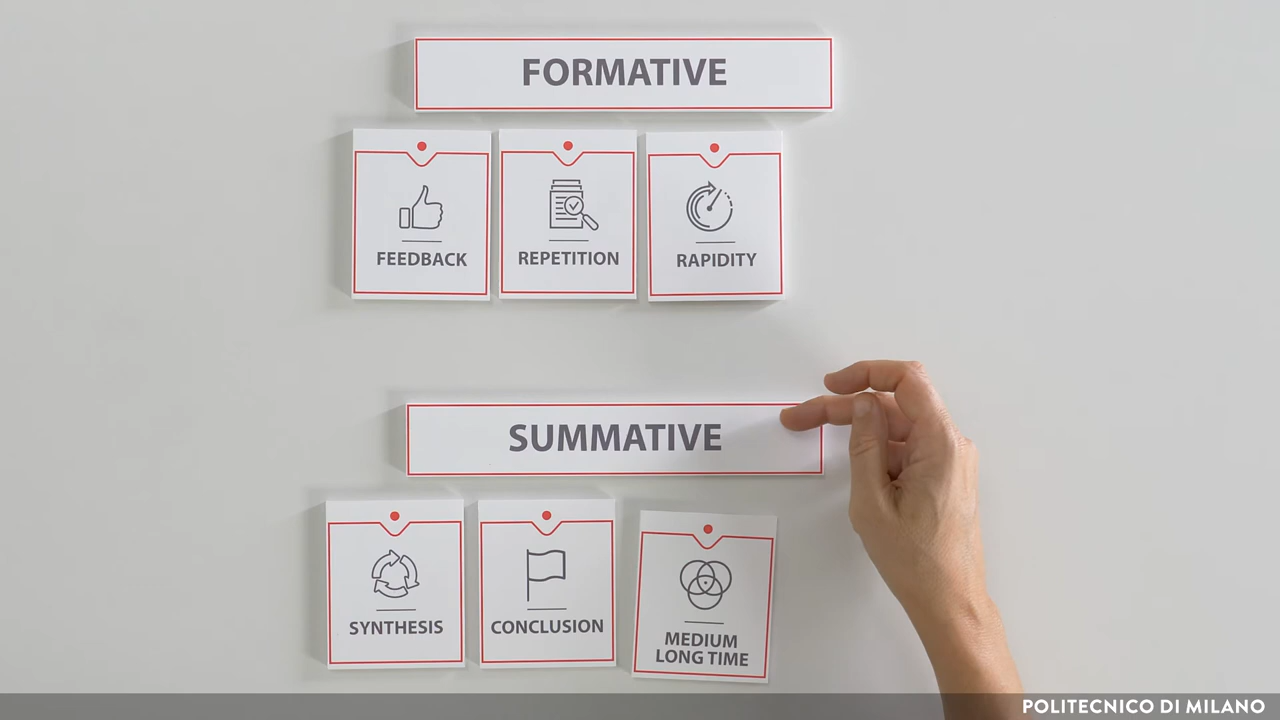 FORMATIVE
FEEDBACK
REPETITION
RAPIDITY
SUMMATIVE
SYNTHESIS
CONCLUSION
MEDIUM
LONG TIME
POLITECNICO DI MILANO